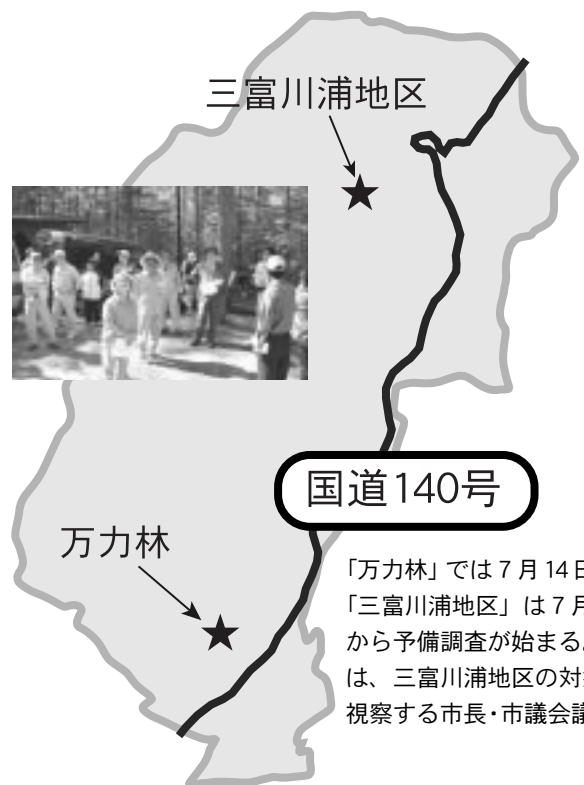 三富川浦地区
国道140号
万力林
「万力林」では7月14日
「三富川浦地区」は7月
から予備調査が始まる。
は、三富川浦地区の対
視察する市長・市議会議